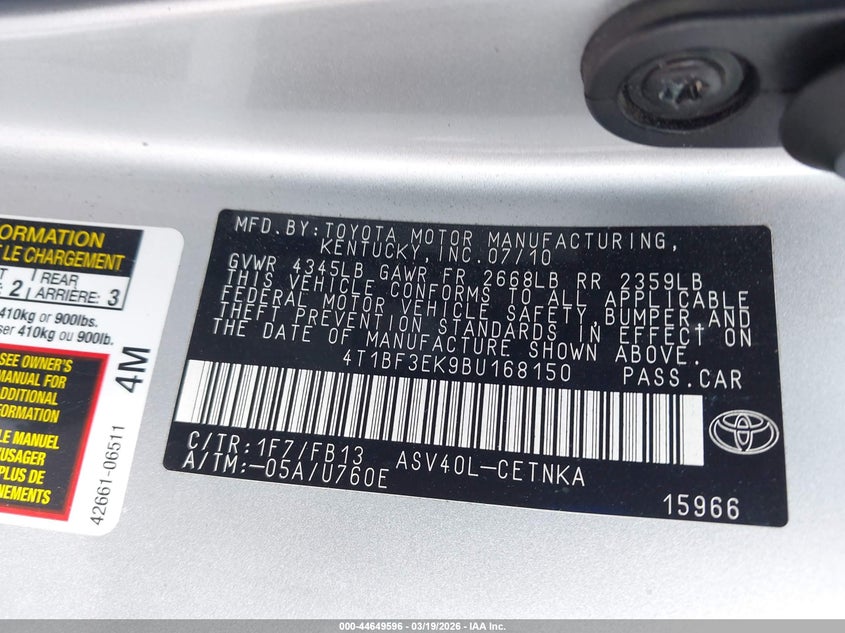 ORMATION
LE CHARGEMENT
2 REAR 3
ARRIÈRE:
410kg or 900lbs.
ser 410kg ou 900lb.
SEE OWNER'S
MANUAL FOR
ADDITIONAL
INFORMATION
LE MANUEL
PLUS DE
4M
42661-06511
MFD.BY:TOYOTA MOTOR MANUFACTURING,
KENTUCKY, INC. 07/10
GVWR 4345LB GAWR FR 2668LB RR 2359LB
THIS VEHICLE CONFORMS TO ALL APPLICABLE
FEDERAL MOTOR VEHICLE SAFETY, BUMPER, AND
THEFT PREVENTION STANDARDS IN EFFECT ON
THE DATE OF MANUFACTURE SHOWN ABOVE.
4T1BF3EK9BU168150 PASS.CAR
C/TR:1F7/FB13 ASV40L-CETNKA
A/TM:-05A/U760E
15966
000-44649596 - 03/19/2026 - IAA Inc.